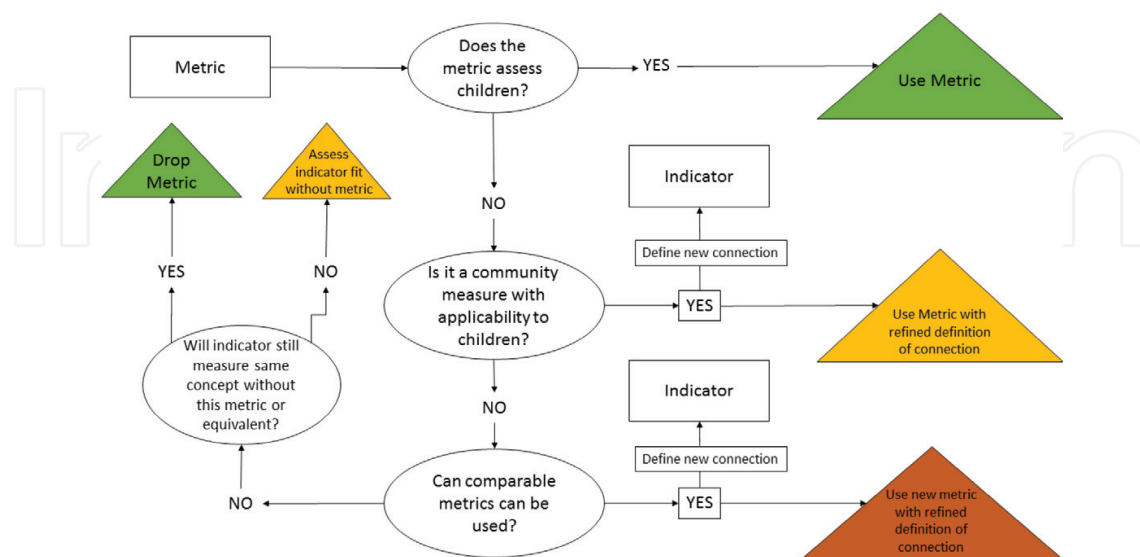 Metric
Does the
metric assess
children?
YES
Use Metric
Drop
Metric
Assess
indicator fit
without metric
Indicator
NO
Define new connection
YES
NO
Is it a community
measure with
applicability to
children?
YES
Use Metric with
refined definition
of connection
Will indicator still
measure same
concept without
this metric or
equivalent?
Indicator
NO
Define new connection
NO
Can comparable
metrics can be
used?
YES
Use new metric
with refined
definition of
connection